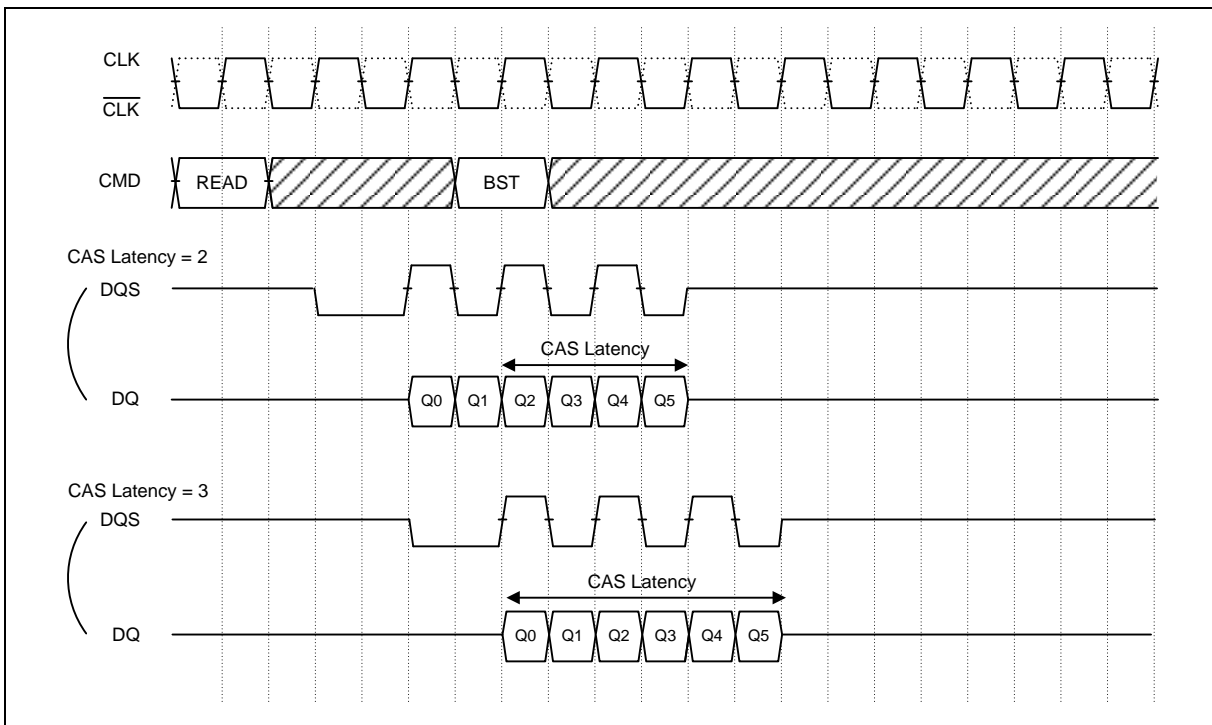 CLK
CLK
CMD READ BST
CAS Latency = 2
DQS
CAS Latency
DQ Q0 Q1 Q2 Q3 Q4 Q5
CAS Latency = 3
DQS
CAS Latency
DQ Q0 Q1 Q2 Q3 Q4 Q5